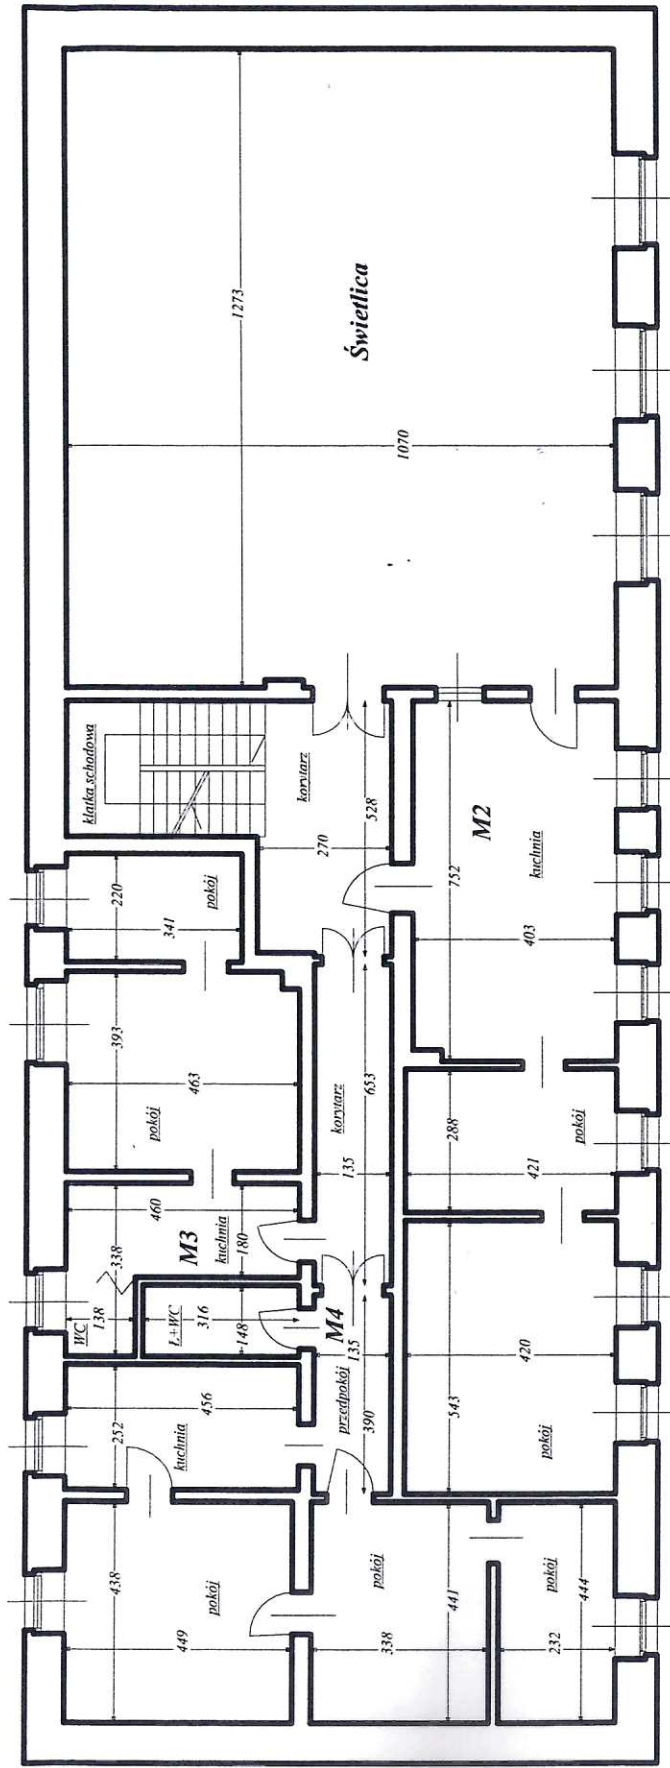 1273
Świetlica
1070
klatka schodowa
korytarz
528
270
M2
752
kuchnia
403
220
341
pokój
393
463
pokój
korytarz
653
135
288
421
pokój
460
338
M3
kuchnia
180
WC
138
Ł+WC
316
148
M4
135
przedpokój
390
420
543
pokój
252
456
kuchnia
438
449
pokój
pokój
441
338
pokój
444
232